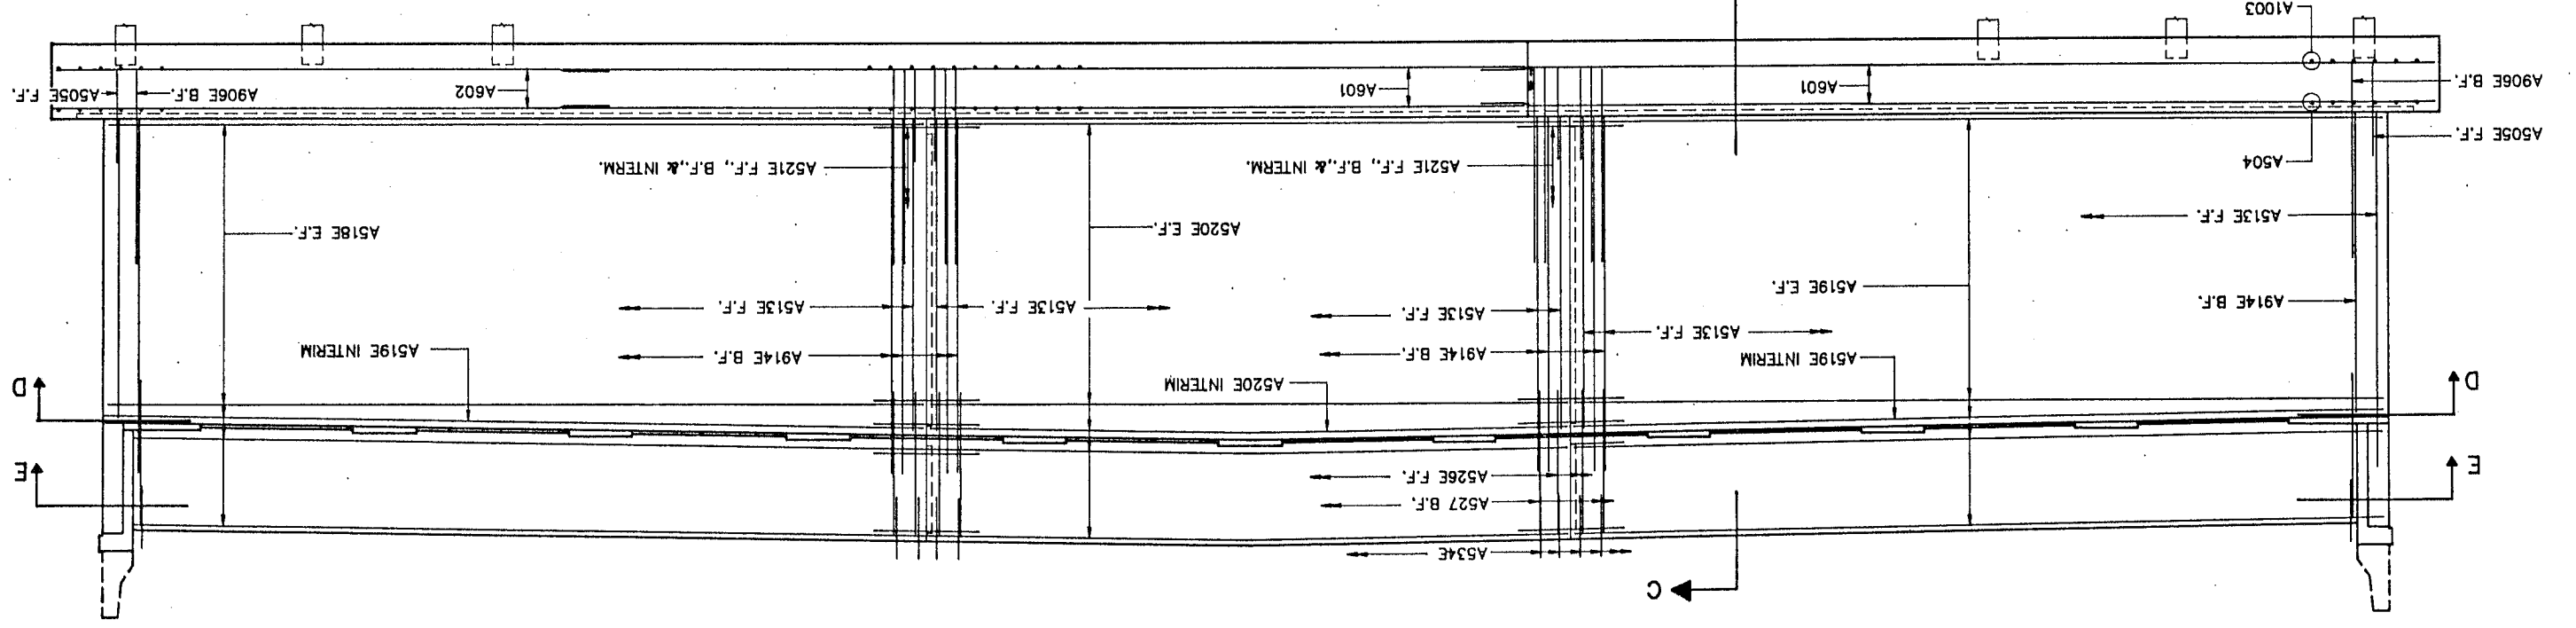 C
A534E
A527 B.F.
E
A526E F.F.
E
D
A520E INTERIM
D
A519E INTERIM
A914E B.F.
A914E B.F.
A519E INTERIM
A513E F.F.
A914E B.F.
A513E F.F.
A513E F.F.
A513E F.F.
A519E E.F.
A520E E.F.
A518E E.F.
A513E F.F.
A504
A521E F.F., B.F., & INTERM.
A521E F.F., B.F., & INTERM.
A505E F.F.
A906E B.F.
A601
A601
A602
A906E B.F.
A505E F.F.
A1003